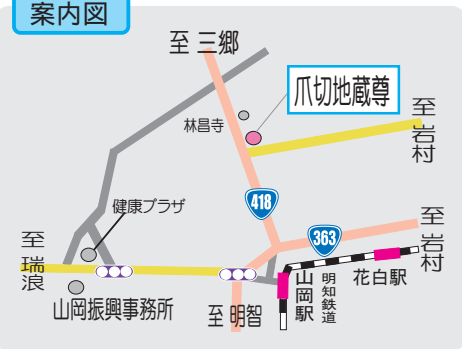 案内図
至 三郷
爪切地蔵尊
林昌寺
至岩村
418
健康プラザ
363
至岩村
至瑞浪
花白駅
山岡駅
明知鉄道
山岡振興事務所
至 明智